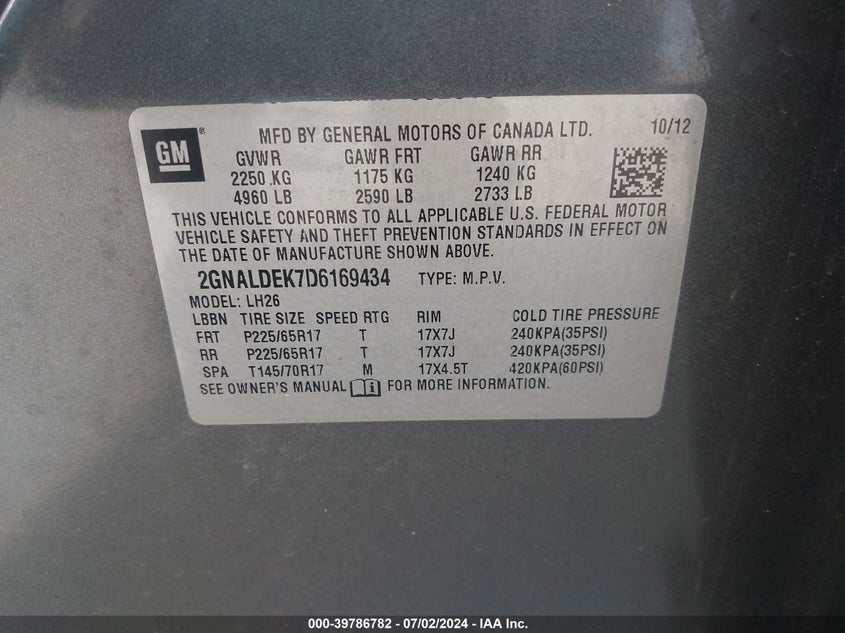 GM ® MFD BY GENERAL MOTORS OF CANADA LTD. 10/12
GVWR GAWR FRT GAWR RR
2250 KG 1175 KG 1240 KG
4960 LB 2590 LB 2733 LB
THIS VEHICLE CONFORMS TO ALL APPLICABLE U.S. FEDERAL MOTOR
VEHICLE SAFETY AND THEFT PREVENTION STANDARDS IN EFFECT ON
THE DATE OF MANUFACTURE SHOWN ABOVE.
2GNALDEK7D6169434 TYPE: M.P.V.
MODEL: LH26
LBBN TIRE SIZE SPEED RTG RIM COLD TIRE PRESSURE
FRT P225/65R17 T 17X7J 240KPA(35PSI)
RR P225/65R17 T 17X7J 240KPA(35PSI)
SPA T145/70R17 M 17X4.5T 420KPA(60PSI)
SEE OWNER'S MANUAL i FOR MORE INFORMATION.
000-39786782 - 07/02/2024 - IAA Inc.